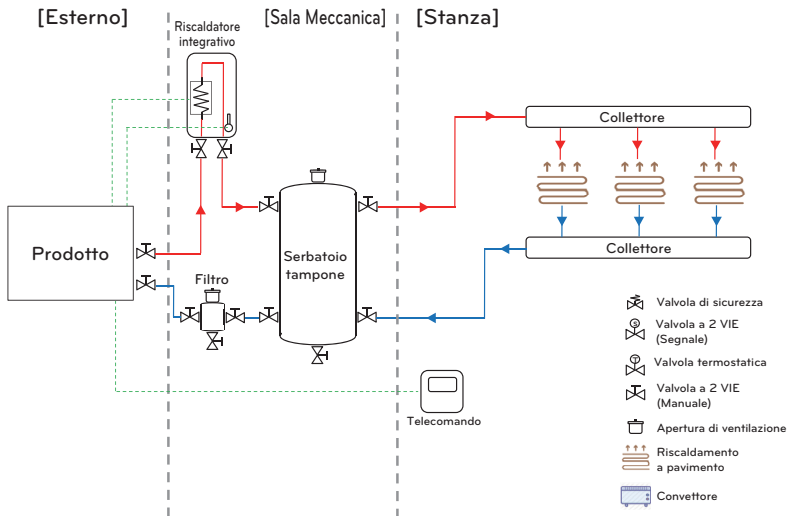 [Esterno]
[Sala Meccanica]
[Stanza]
Riscaldatore
integrativo
Collettore
Prodotto
Serbatoio
tampone
Filtro
Collettore
Telecomando
Valvola di sicurezza
S
Valvola a 2 VIE
(Segnale)
T
Valvola termostatica
Valvola a 2 VIE
(Manuale)
Apertura di ventilazione
Riscaldamento
a pavimento
Convettore